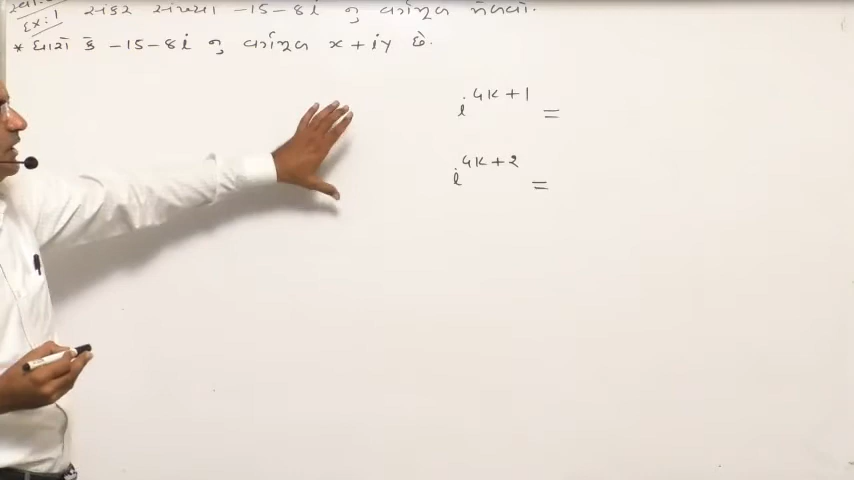 Ex:1 સંકર સંખ્યા -15-8i નુ વર્ગમૂળ મેળવો.
* ધારો કે -15-8i નુ વર્ગમૂળ x+iy છે.
i^{4K+1} =
i^{4K+2} =